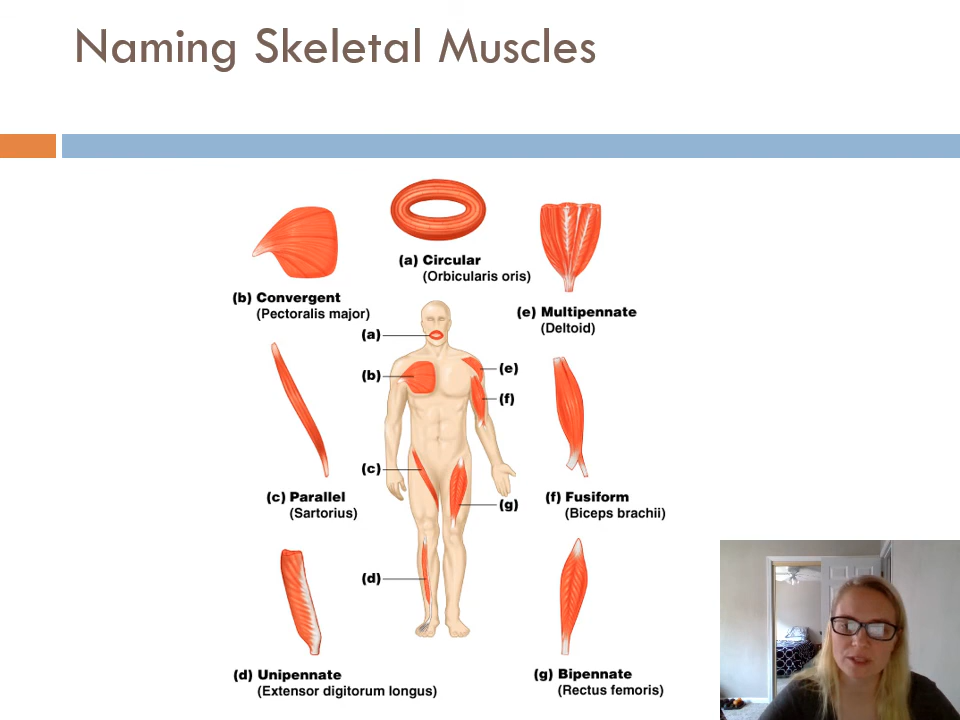 Naming Skeletal Muscles
(a) Circular
(Orbicularis oris)
(b) Convergent
(Pectoralis major)
(e) Multipennate
(Deltoid)
(a)
(b)
(e)
(f)
(c)
(g)
(d)
(c) Parallel
(Sartorius)
(f) Fusiform
(Biceps brachii)
(d) Unipennate
(Extensor digitorum longus)
(g) Bipennate
(Rectus femoris)